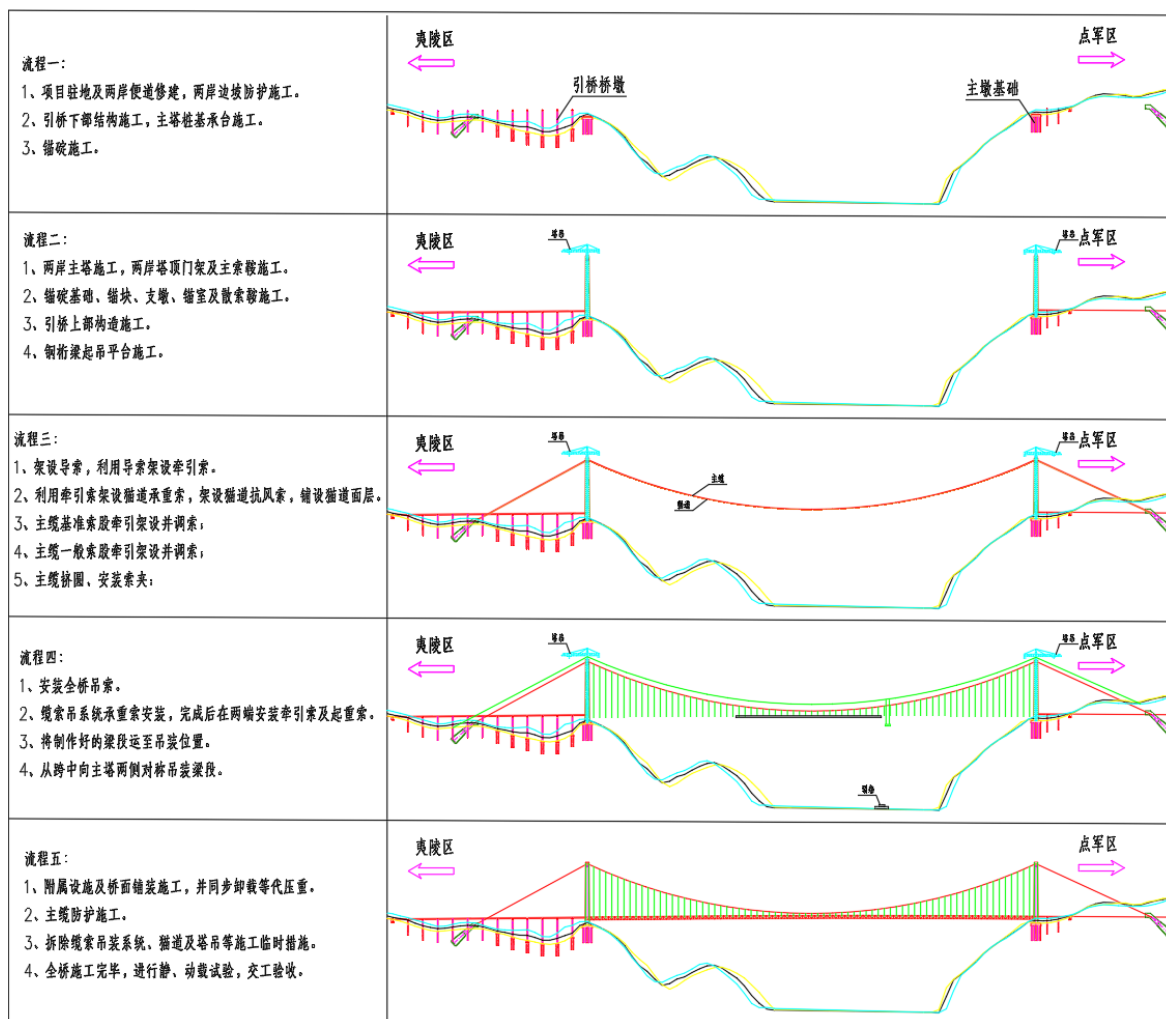 流程一:
1、项目驻地及两岸便道修建，两岸边坡防护施工。
2、引桥下部结构施工，主塔桩基承台施工。
3、锚碇施工。
夷陵区
点军区
引桥桥墩
主墩基础
流程二:
1、两岸主塔施工，两岸塔顶门架及主索鞍施工。
2、锚碇基础、锚块、支墩、锚室及散索鞍施工。
3、引桥上部构造施工。
4、钢桁梁起吊平台施工。
夷陵区
塔吊
塔吊
点军区
流程三:
1、架设导索，利用导索架设牵引索。
2、利用牵引索架设猫道承重索，架设猫道抗风索，铺设猫道面层。
3、主缆基准索股牵引架设并调索;
4、主缆一般索股牵引架设并调索;
5、主缆挤圆、安装索夹;
夷陵区
塔吊
塔吊
点军区
主缆
猫道
流程四:
1、安装全桥吊索。
2、缆索吊系统承重索安装，完成后在两端安装牵引索及起重索。
3、将制作好的梁段运至吊装位置。
4、从跨中向主塔两侧对称吊装梁段。
夷陵区
塔吊
塔吊
点军区
流程五:
1、附属设施及桥面铺装施工，并同步卸载等代压重。
2、主缆防护施工。
3、拆除缆索吊装系统、猫道及塔吊等施工临时措施。
4、全桥施工完毕，进行静、动载试验，交工验收。
夷陵区
点军区